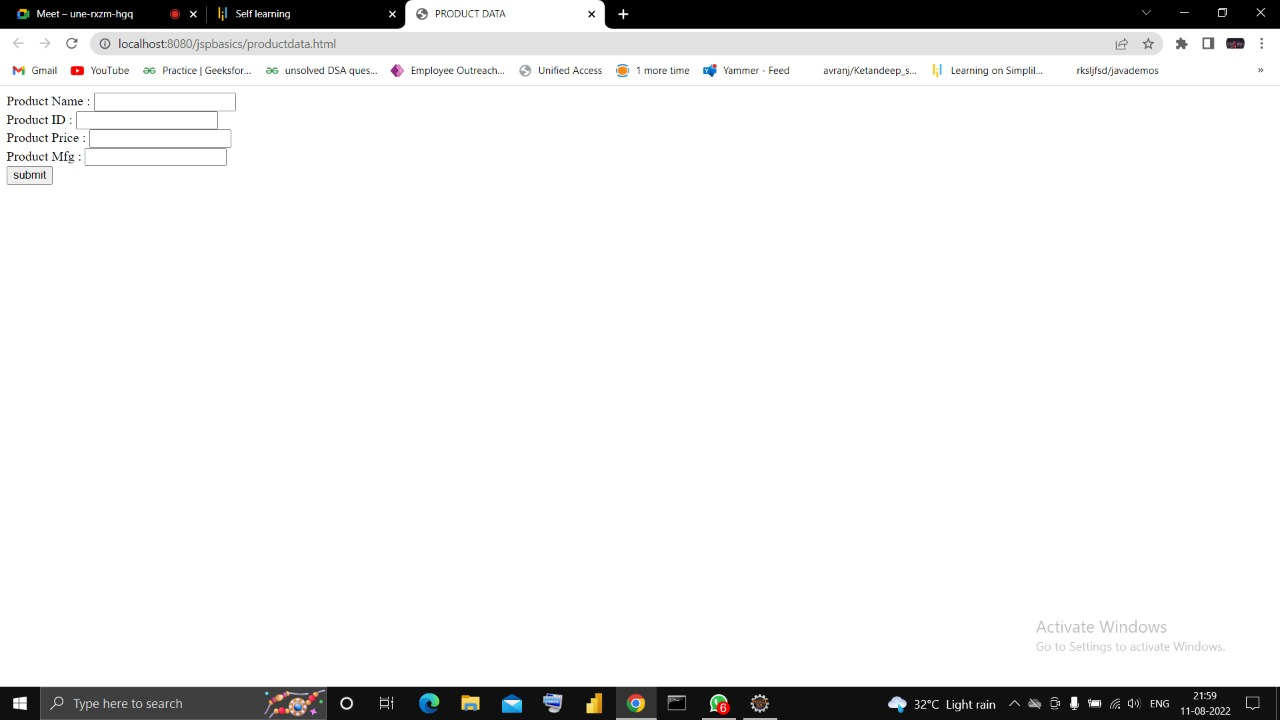 Meet – une-rxzm-hgq
Self learning
PRODUCT DATA
localhost:8080/jspbasics/productdata.html
Gmail
YouTube
Practice | Geeksfor...
unsolved DSA ques...
Employee Outreach...
Unified Access
1 more time
Yammer - Feed
avranj/Ketandeep_s...
Learning on Simplil...
rksljfsd/javademos
»
Product Name :
Product ID :
Product Price :
Product Mfg :
submit
Activate Windows
Go to Settings to activate Windows.
Type here to search
6
32°C Light rain
ENG
21:59
11-08-2022